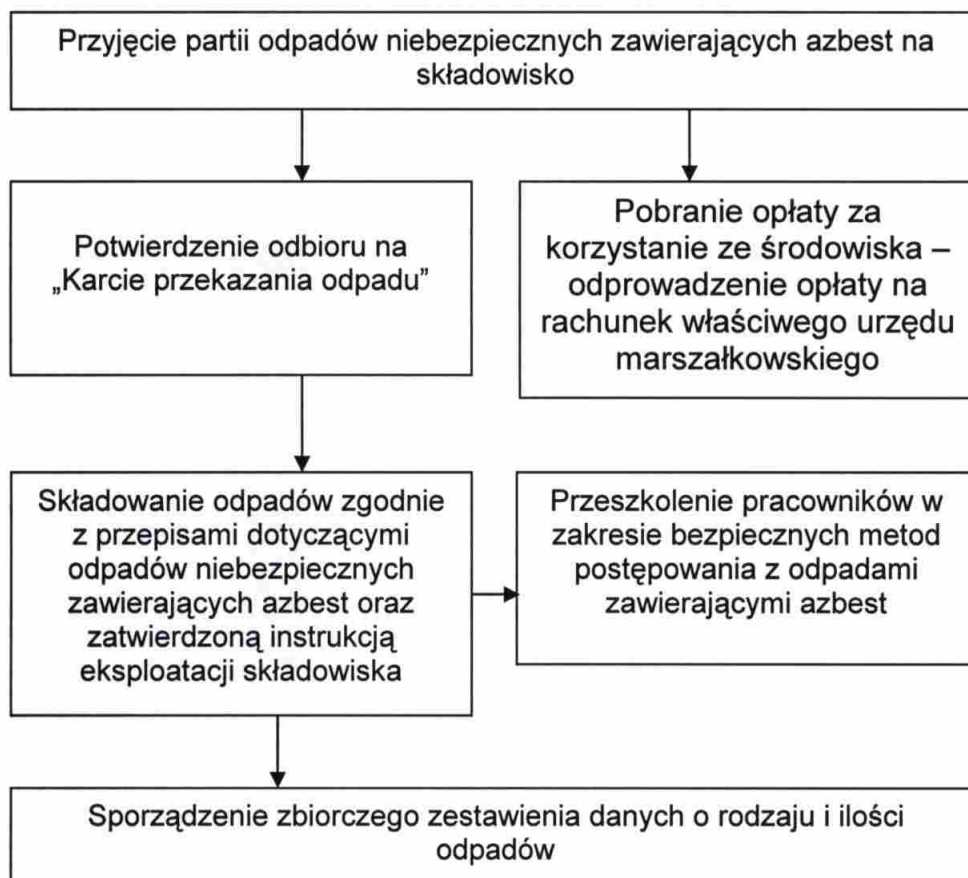 Przyjęcie partii odpadów niebezpiecznych zawierających azbest na
składowisko
Potwierdzenie odbioru na
„Karcie przekazania odpadu”
Pobranie opłaty za
korzystanie ze środowiska –
odprowadzenie opłaty na
rachunek właściwego urzędu
marszałkowskiego
Składowanie odpadów zgodnie
z przepisami dotyczącymi
odpadów niebezpiecznych
zawierających azbest oraz
zatwierdzoną instrukcją
eksploatacji składowiska
Przeszkolenie pracowników w
zakresie bezpiecznych metod
postępowania z odpadami
zawierającymi azbest
Sporządzenie zbiorczego zestawienia danych o rodzaju i ilości
odpadów